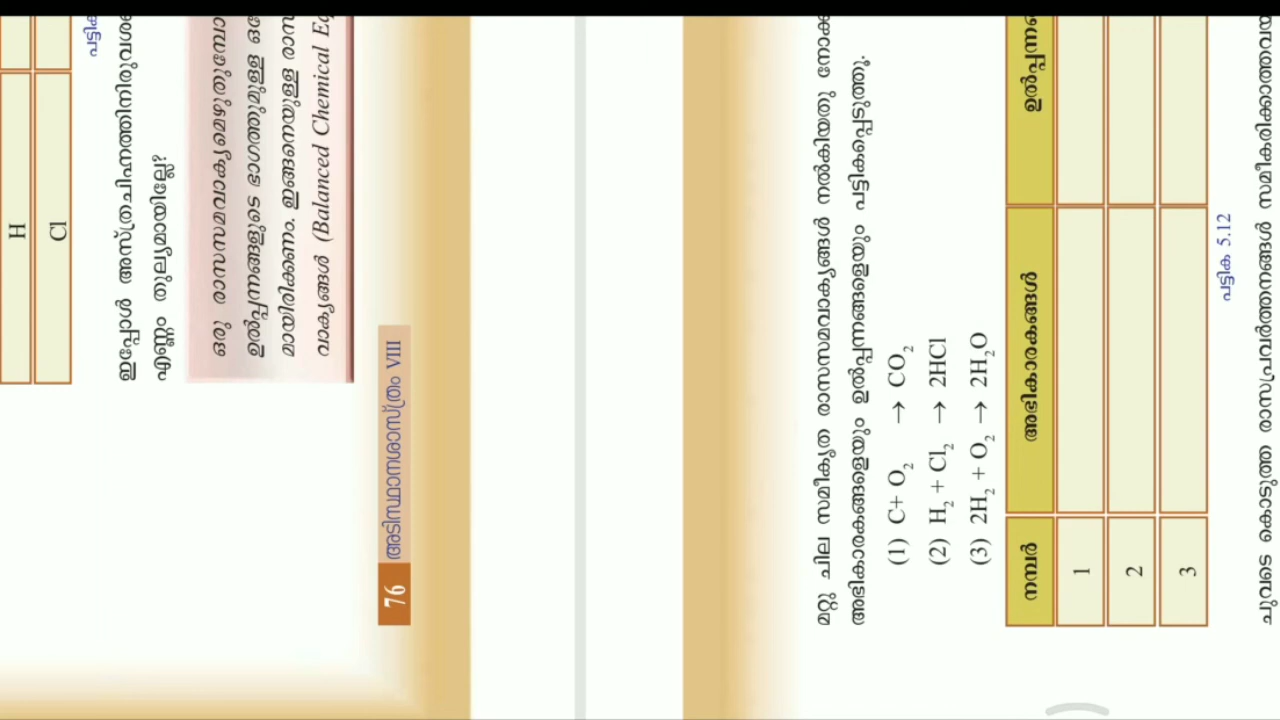 H
Cl
ഇപ്പോൾ അസ്ത്രചിഹ്നത്തിനിരുവശ
എണ്ണം തുല്യമായില്ലേ?
ഒരു രാസസമവാക്യമെഴുതുമ്പോ
ഉൽപ്പന്നങ്ങളുടെ ഭാഗത്തുമുള്ള
മായിരിക്കണം. ഇങ്ങനെയുള്ള രാസ
വാക്യങ്ങൾ (Balanced Chemical Eq
76 അടിസ്ഥാനശാസ്ത്രം VIII
മറ്റു ചില സമീകൃത രാസസമവാക്യങ്ങൾ നൽകിയതു നോക്ക
അഭികാരകങ്ങളെയും ഉൽപ്പന്നങ്ങളെയും പട്ടികപ്പെടുത്തൂ.
(1) C+ O₂ → CO₂
(2) H₂ + Cl₂ → 2HCl
(3) 2H₂ + O₂ → 2H₂O
നമ്പർ അഭികാരകങ്ങൾ ഉൽപ്പന്ന
1
2
3
പട്ടിക 5.12
ചുവടെ കൊടുത്ത രാസപ്രവർത്തനങ്ങൾ സമീകരിക്കാത്തവയ